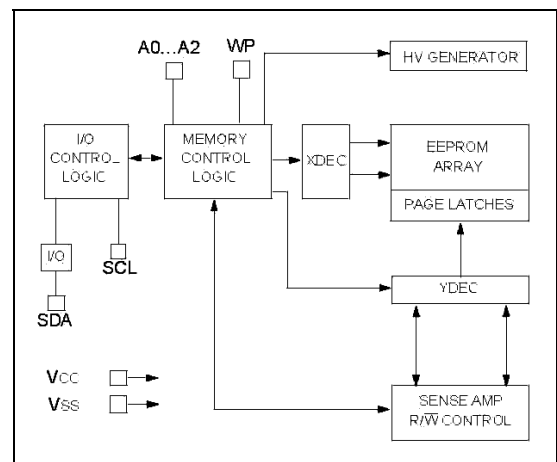 A0...A2
WP
HV GENERATOR
I/O
CONTROL
LOGIC
MEMORY
CONTROL
LOGIC
XDEC
EEPROM
ARRAY
PAGE LATCHES
I/O
SCL
SDA
YDEC
VCC
VSS
SENSE AMP
R/W̅ CONTROL